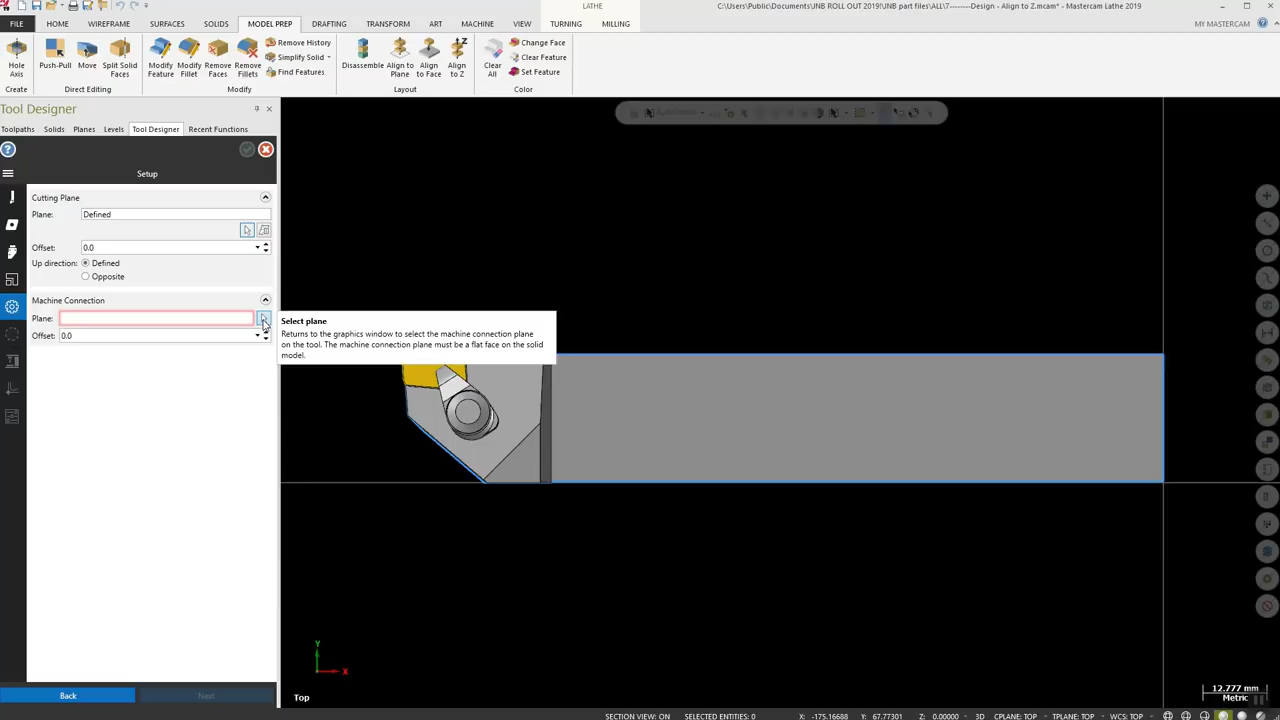 LATHE
C:\Users\Public\Documents\UNB ROLL OUT 2019\UNB part files\ALL\7--------Design - Align to Z.mcam* - Mastercam Lathe 2019
FILE HOME WIREFRAME SURFACES SOLIDS MODEL PREP DRAFTING TRANSFORM ART MACHINE VIEW TURNING MILLING MY MASTERCAM
Hole Axis
Push-Pull
Move
Split Solid Faces
Modify Feature
Modify Fillet
Remove Faces
Remove Fillets
Remove History
Simplify Solid
Find Features
Disassemble
Align to Plane
Align to Face
Align to Z
Clear All
Change Face
Clear Feature
Set Feature
Create Direct Editing Modify Layout Color
Tool Designer
Toolpaths Solids Planes Levels Tool Designer Recent Functions
Setup
Cutting Plane
Plane: Defined
Offset: 0.0
Up direction: Defined
Opposite
Machine Connection
Plane:
Offset: 0.0
Select plane
Returns to the graphics window to select the machine connection plane
on the tool. The machine connection plane must be a flat face on the solid
model.
Y
X
Top
12.777 mm
Metric
Back Next
SECTION VIEW: ON SELECTED ENTITIES: 0 X: -175.16688 Y: 67.77301 Z: 0.00000 3D CPLANE: TOP TPLANE: TOP WCS: TOP